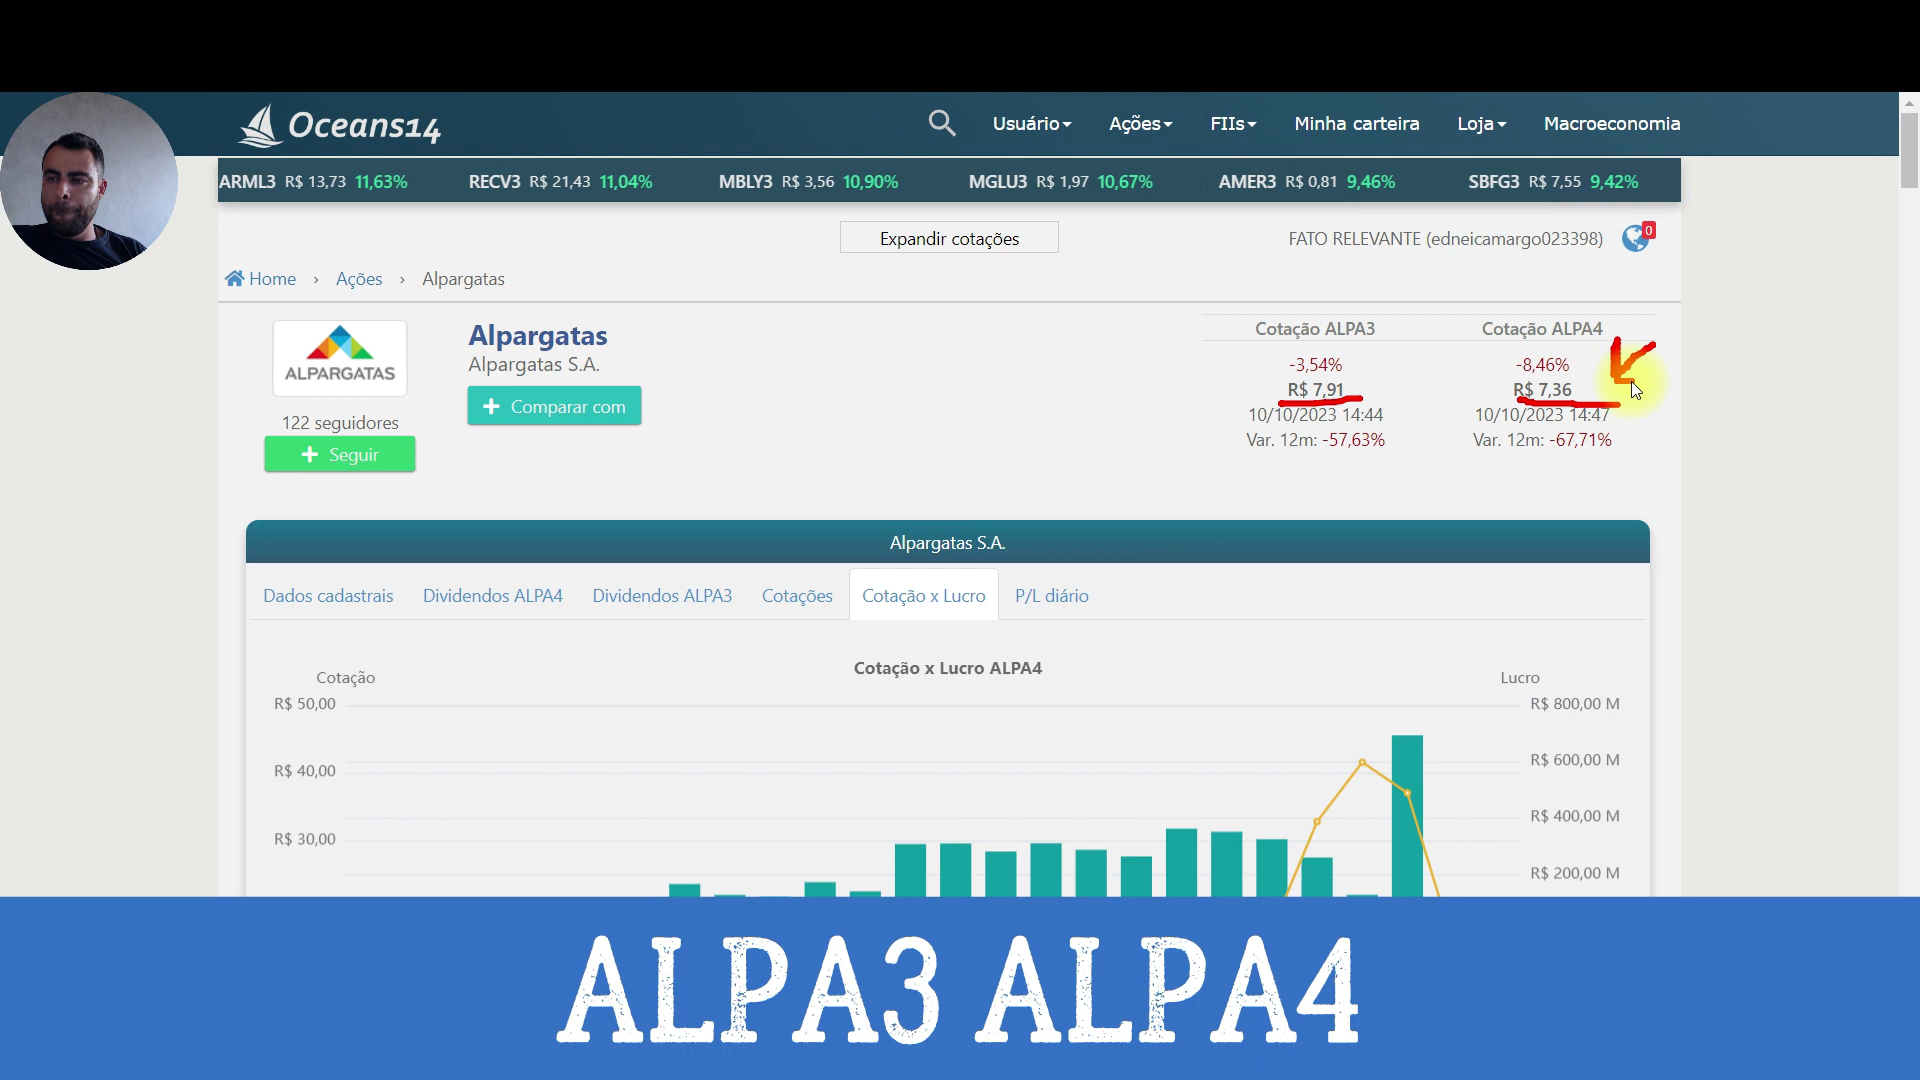 Oceans14
Usuário Ações FIIs Minha carteira Loja Macroeconomia
ARML3 R$ 13,73 11,63% RECV3 R$ 21,43 11,04% MBLY3 R$ 3,56 10,90% MGLU3 R$ 1,97 10,67% AMER3 R$ 0,81 9,46% SBFG3 R$ 7,55 9,42%
Expandir cotações
FATO RELEVANTE (edneicamargo023398) 0
Home › Ações › Alpargatas
ALPARGATAS
122 seguidores
+ Seguir
Alpargatas
Alpargatas S.A.
+ Comparar com
Cotação ALPA3
-3,54%
R$ 7,91
10/10/2023 14:44
Var. 12m: -57,63%
Cotação ALPA4
-8,46%
R$ 7,36
10/10/2023 14:47
Var. 12m: -67,71%
Alpargatas S.A.
Dados cadastrais Dividendos ALPA4 Dividendos ALPA3 Cotações Cotação x Lucro P/L diário
Cotação x Lucro ALPA4
Cotação
R$ 50,00
R$ 40,00
R$ 30,00
Lucro
R$ 800,00 M
R$ 600,00 M
R$ 400,00 M
R$ 200,00 M
ALPA3 ALPA4